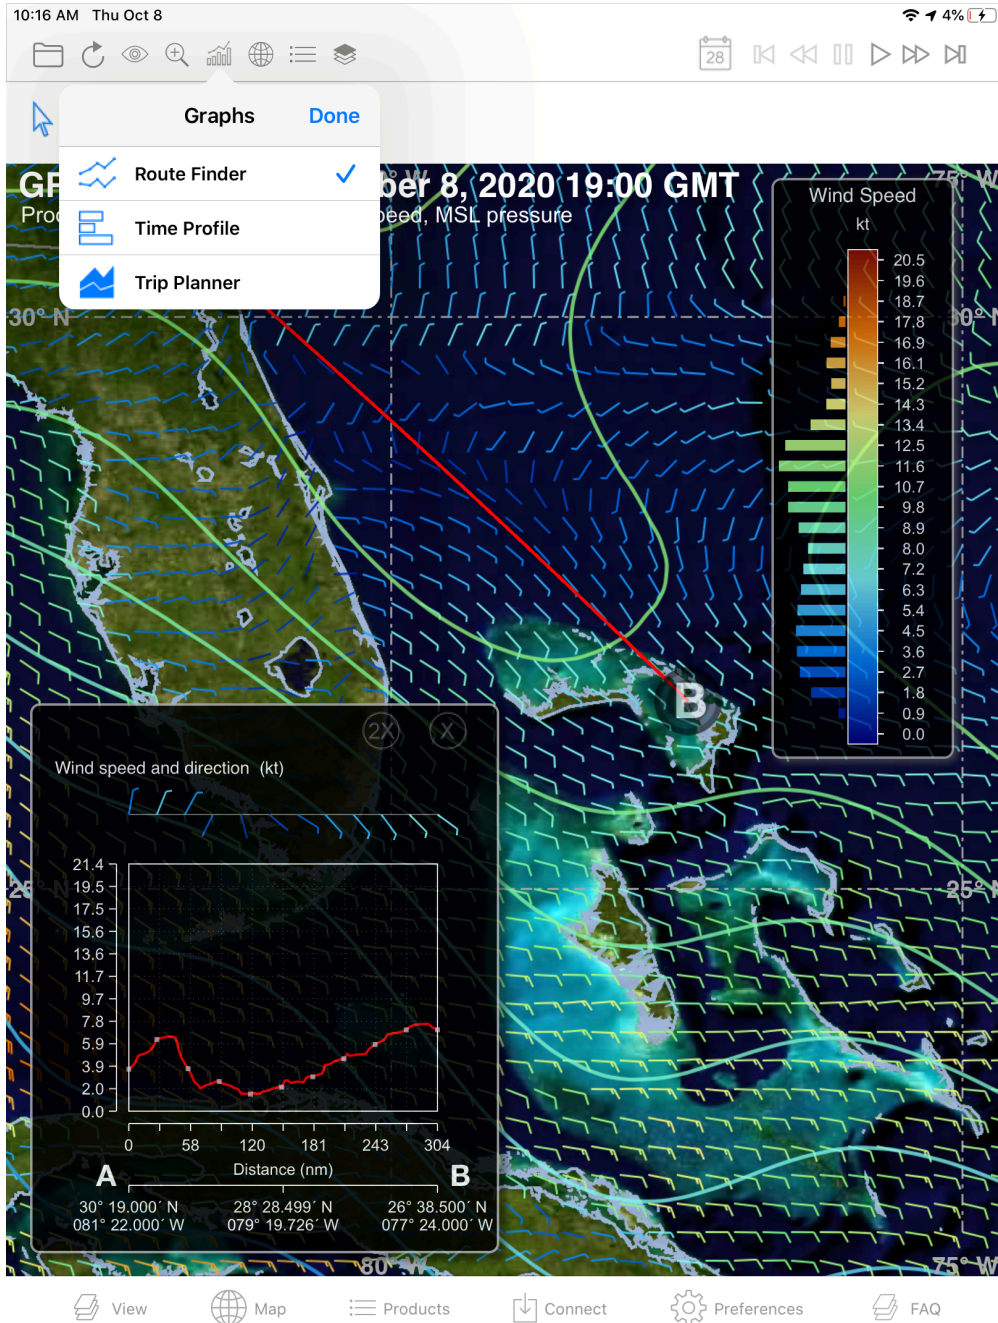 10:16 AM Thu Oct 8
4%
28
Graphs
Done
Route Finder
Time Profile
Trip Planner
8, 2020 19:00 GMT
MSL pressure
75° W
30° N
30° N
Wind Speed
kt
20.5
19.6
18.7
17.8
16.9
16.1
15.2
14.3
13.4
12.5
11.6
10.7
9.8
8.9
8.0
7.2
6.3
5.4
4.5
3.6
2.7
1.8
0.9
0.0
B
2X
X
Wind speed and direction (kt)
21.4
19.5
17.5
15.6
13.6
11.7
9.7
7.8
5.9
3.9
2.0
0.0
0 58 120 181 243 304
Distance (nm)
A
B
30° 19.000´ N 28° 28.499´ N 26° 38.500´ N
081° 22.000´ W 079° 19.726´ W 077° 24.000´ W
25° N
80° W
75° W
View
Map
Products
Connect
Preferences
FAQ